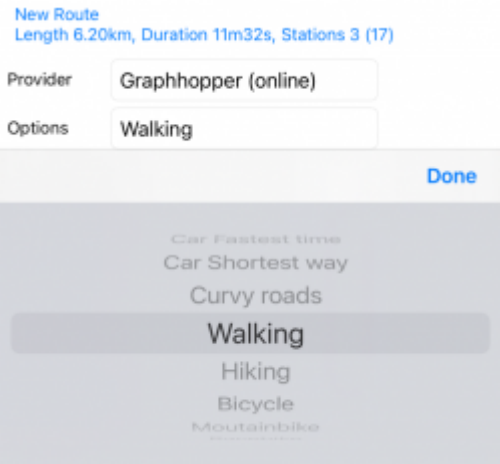 New Route
Length 6.20km, Duration 11m32s, Stations 3 (17)
Provider Graphhopper (online)
Options Walking
Done
Car Fastest time
Car Shortest way
Curvy roads
Walking
Hiking
Bicycle
Moutainbike